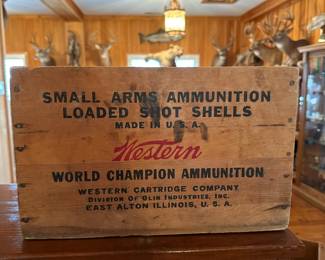 SMALL ARMS AMMUNITION
LOADED SHOT SHELLS
MADE IN U.S.A.
Western
WORLD CHAMPION AMMUNITION
WESTERN CARTRIDGE COMPANY
DIVISION OF OLIN INDUSTRIES, INC.
EAST ALTON ILLINOIS, U. S. A.